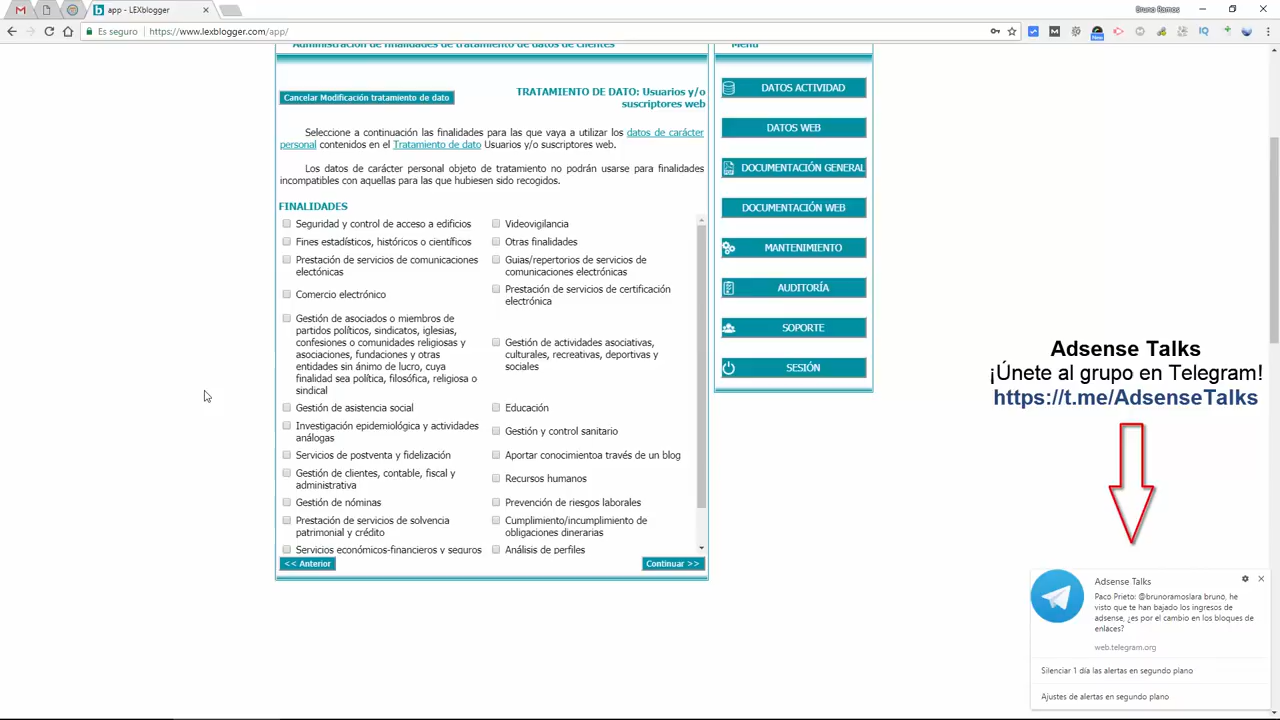 app - LEXblogger
Bruno Ramos
Es seguro
https://www.lexblogger.com/app/
New
Administración de finalidades de tratamiento de datos de clientes
Menú
Cancelar Modificación tratamiento de dato
TRATAMIENTO DE DATO: Usuarios y/o
suscriptores web
Seleccione a continuación las finalidades para las que vaya a utilizar los datos de carácter
personal contenidos en el Tratamiento de dato Usuarios y/o suscriptores web.
Los datos de carácter personal objeto de tratamiento no podrán usarse para finalidades
incompatibles con aquellas para las que hubiesen sido recogidos.
FINALIDADES
Seguridad y control de acceso a edificios
Videovigilancia
Fines estadísticos, históricos o científicos
Otras finalidades
Prestación de servicios de comunicaciones
electónicas
Guias/repertorios de servicios de
comunicaciones electrónicas
Comercio electrónico
Prestación de servicios de certificación
electrónica
Gestión de asociados o miembros de
partidos políticos, sindicatos, iglesias,
confesiones o comunidades religiosas y
asociaciones, fundaciones y otras
entidades sin ánimo de lucro, cuya
finalidad sea política, filosófica, religiosa o
sindical
Gestión de actividades asociativas,
culturales, recreativas, deportivas y
sociales
Gestión de asistencia social
Educación
Investigación epidemiológica y actividades
análogas
Gestión y control sanitario
Servicios de postventa y fidelización
Aportar conocimientoa través de un blog
Gestión de clientes, contable, fiscal y
administrativa
Recursos humanos
Gestión de nóminas
Prevención de riesgos laborales
Prestación de servicios de solvencia
patrimonial y crédito
Cumplimiento/incumplimiento de
obligaciones dinerarias
Servicios económicos-financieros y seguros
Análisis de perfiles
<< Anterior
Continuar >>
DATOS ACTIVIDAD
DATOS WEB
DOCUMENTACIÓN GENERAL
DOCUMENTACIÓN WEB
MANTENIMIENTO
AUDITORÍA
SOPORTE
SESIÓN
Adsense Talks
¡Únete al grupo en Telegram!
https://t.me/AdsenseTalks
Adsense Talks
Paco Prieto: @brunoramoslara bruno, he
visto que te han bajado los ingresos de
adsense, ¿es por el cambio en los bloques de
enlaces?
web.telegram.org
Silenciar 1 día las alertas en segundo plano
Ajustes de alertas en segundo plano